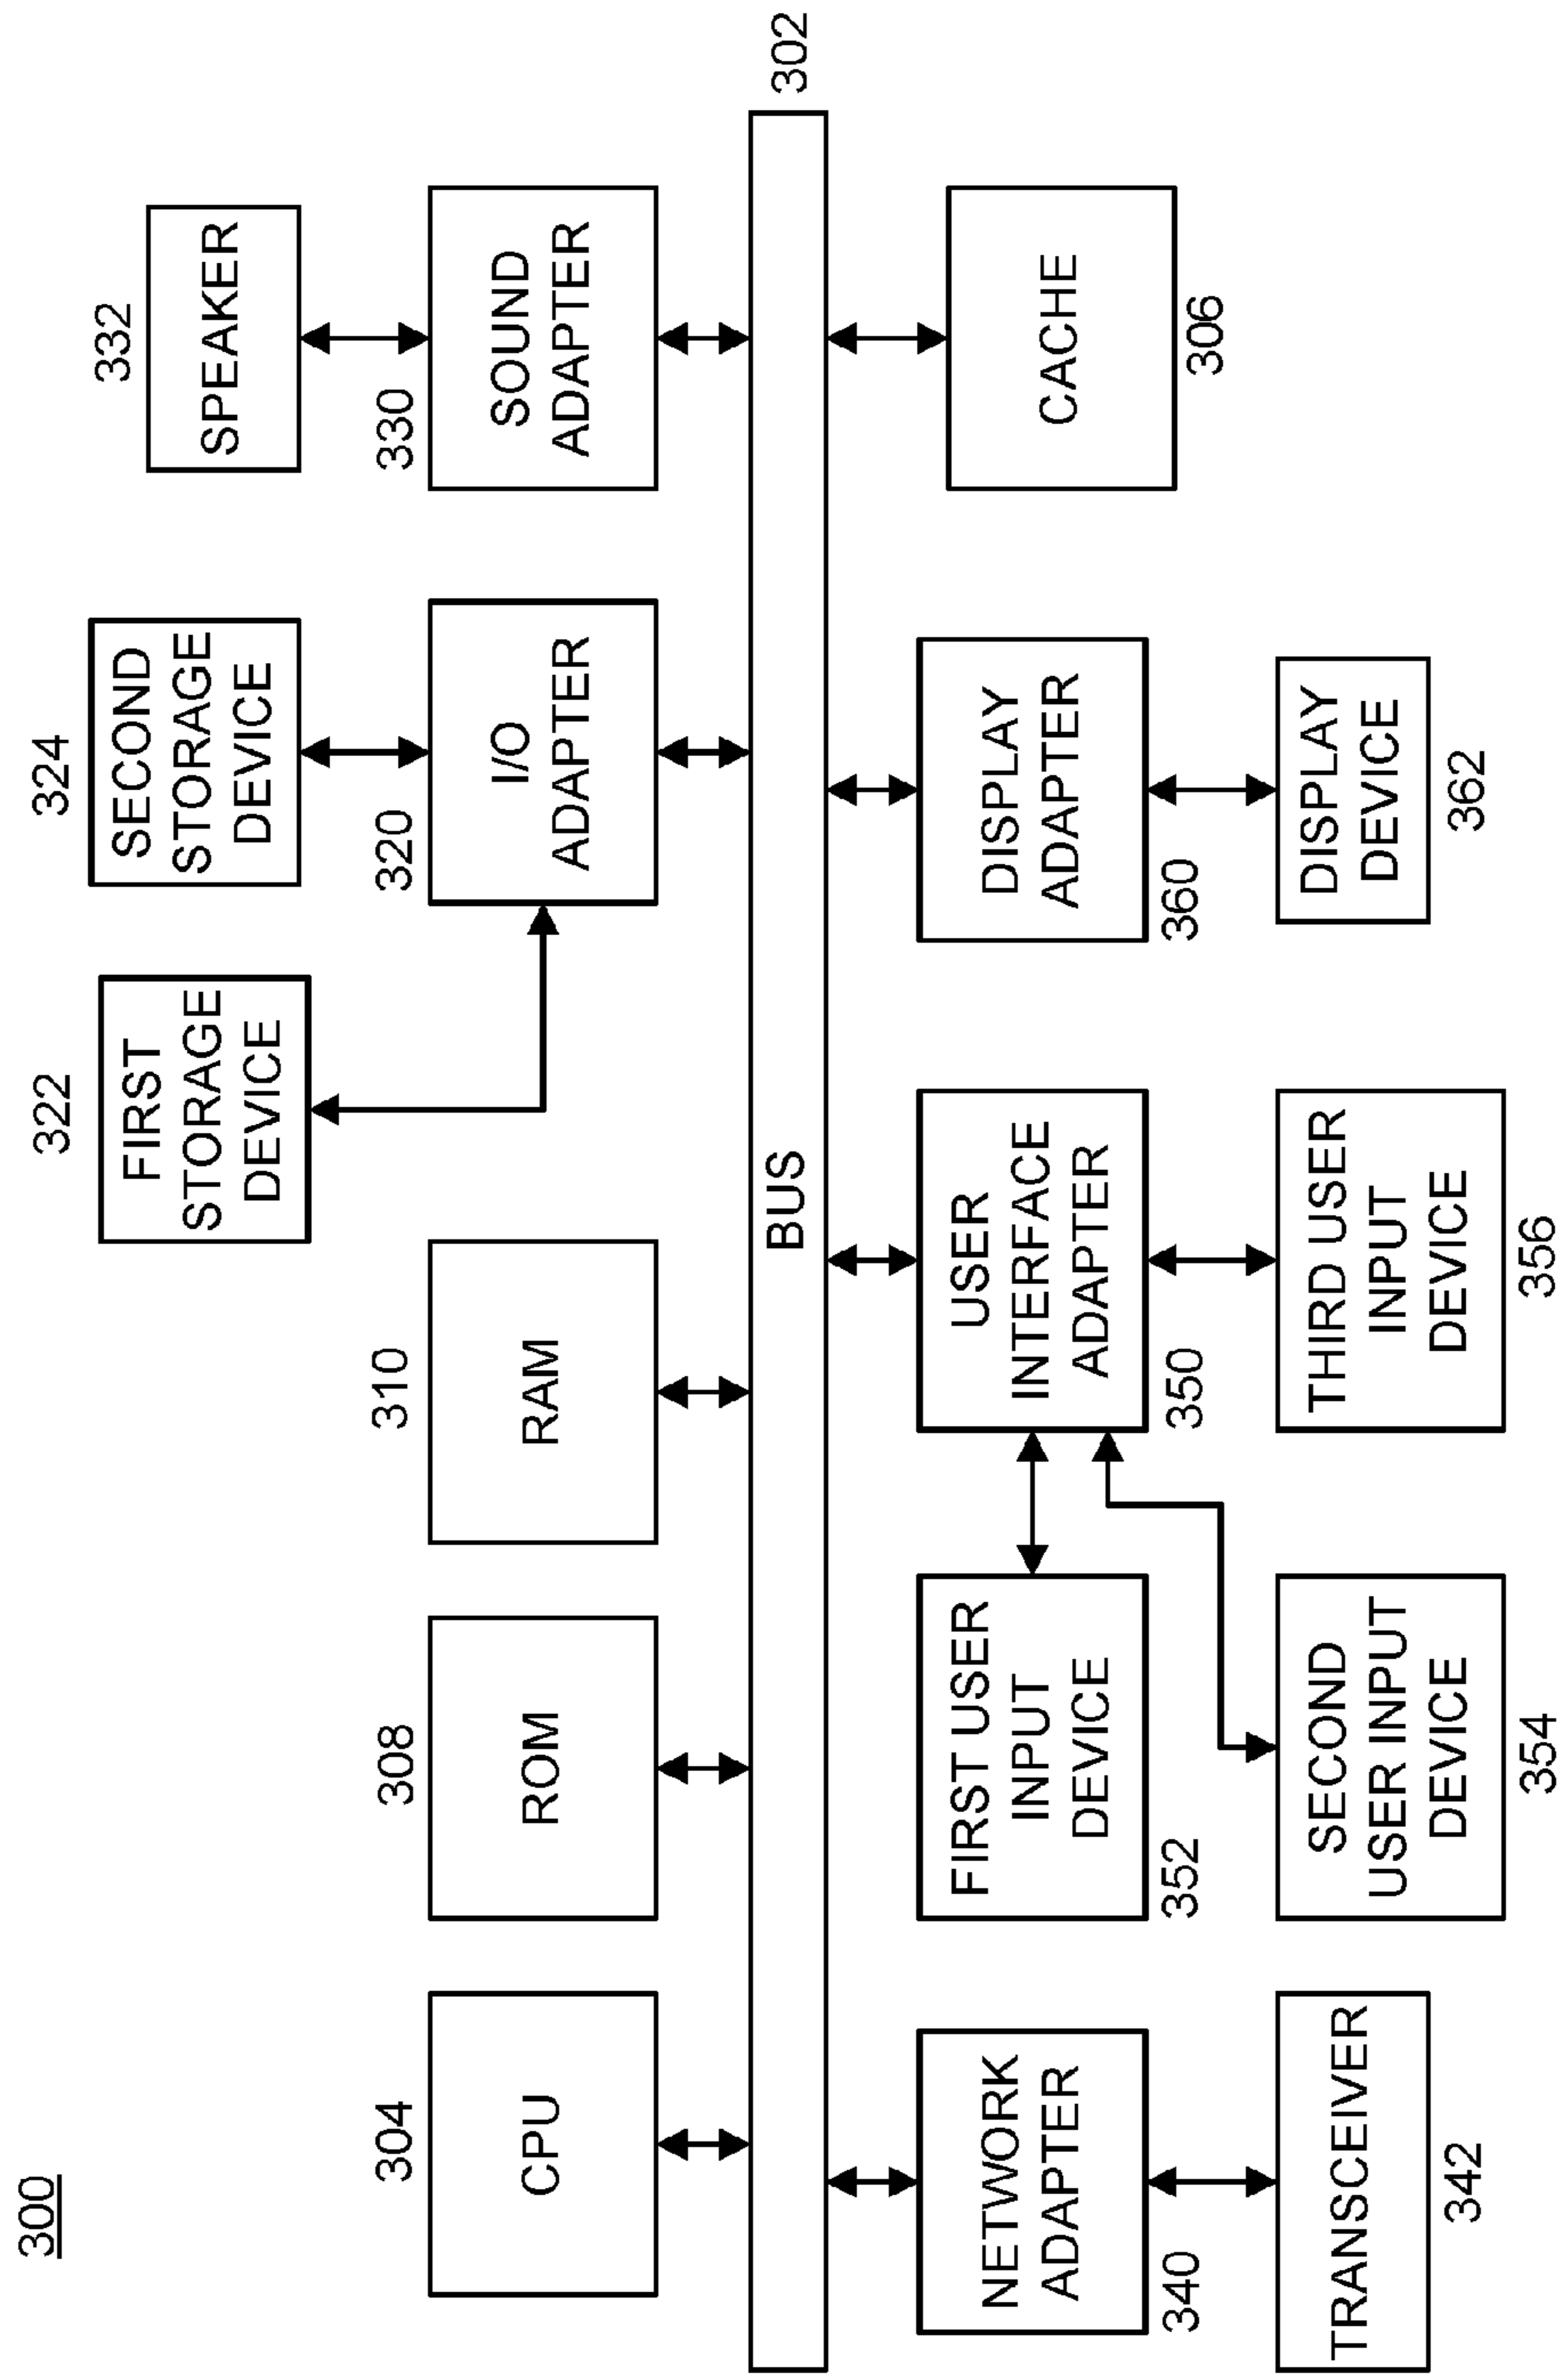 300
322
FIRST
STORAGE
DEVICE
324
SECOND
STORAGE
DEVICE
332
SPEAKER
304
CPU
308
ROM
310
RAM
320
I/O
ADAPTER
330
SOUND
ADAPTER
BUS
302
NETWORK
ADAPTER
340
FIRST USER
INPUT
DEVICE
352
USER
INTERFACE
ADAPTER
350
DISPLAY
ADAPTER
360
CACHE
306
TRANSCEIVER
342
SECOND
USER INPUT
DEVICE
354
THIRD USER
INPUT
DEVICE
356
DISPLAY
DEVICE
362